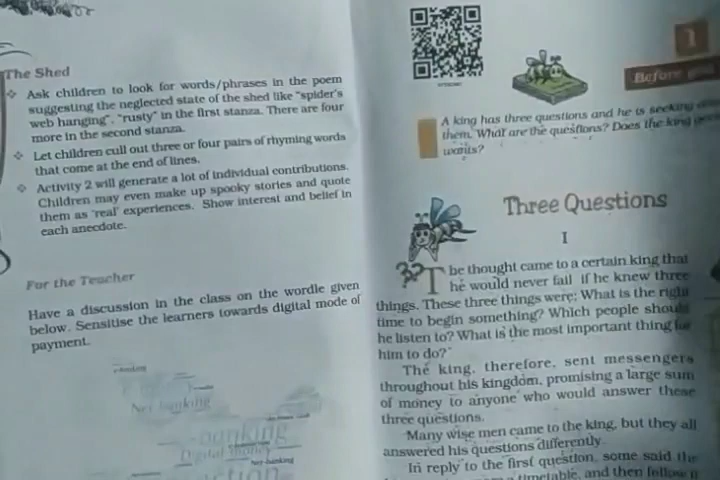 The Shed
❖ Ask children to look for words/phrases in the poem
suggesting the neglected state of the shed like "spider's
web hanging", "rusty" in the first stanza. There are four
more in the second stanza.
❖ Let children cull out three or four pairs of rhyming words
that come at the end of lines.
❖ Activity 2 will generate a lot of individual contributions.
Children may even make up spooky stories and quote
them as 'real' experiences. Show interest and belief in
each anecdote.
For the Teacher
Have a discussion in the class on the wordle given
below. Sensitise the learners towards digital mode of
payment.
Net banking
banking
Digital money
Net-banking
1
Before
A king has three questions and he is seeking
them. What are the questions? Does the king
wants?
Three Questions
I
The thought came to a certain king that
he would never fail if he knew three
things. These three things were: What is the right
time to begin something? Which people should
he listen to? What is the most important thing for
him to do?
The king, therefore, sent messengers
throughout his kingdom, promising a large sum
of money to anyone who would answer these
three questions.
Many wise men came to the king, but they all
answered his questions differently.
In reply to the first question, some said the
timetable, and then follow it